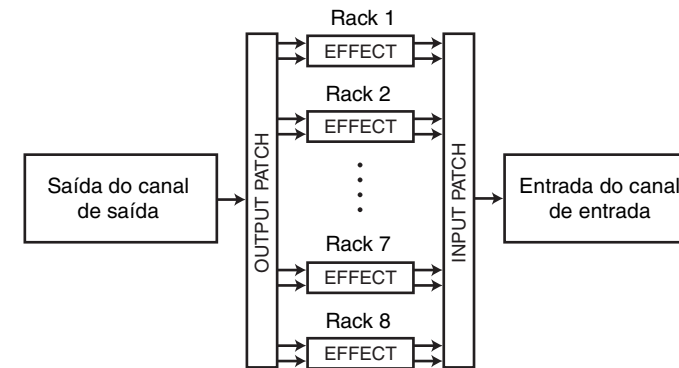 Rack 1
EFFECT
Rack 2
EFFECT
Saída do canal
de saída
OUTPUT PATCH
INPUT PATCH
Entrada do canal
de entrada
Rack 7
EFFECT
Rack 8
EFFECT